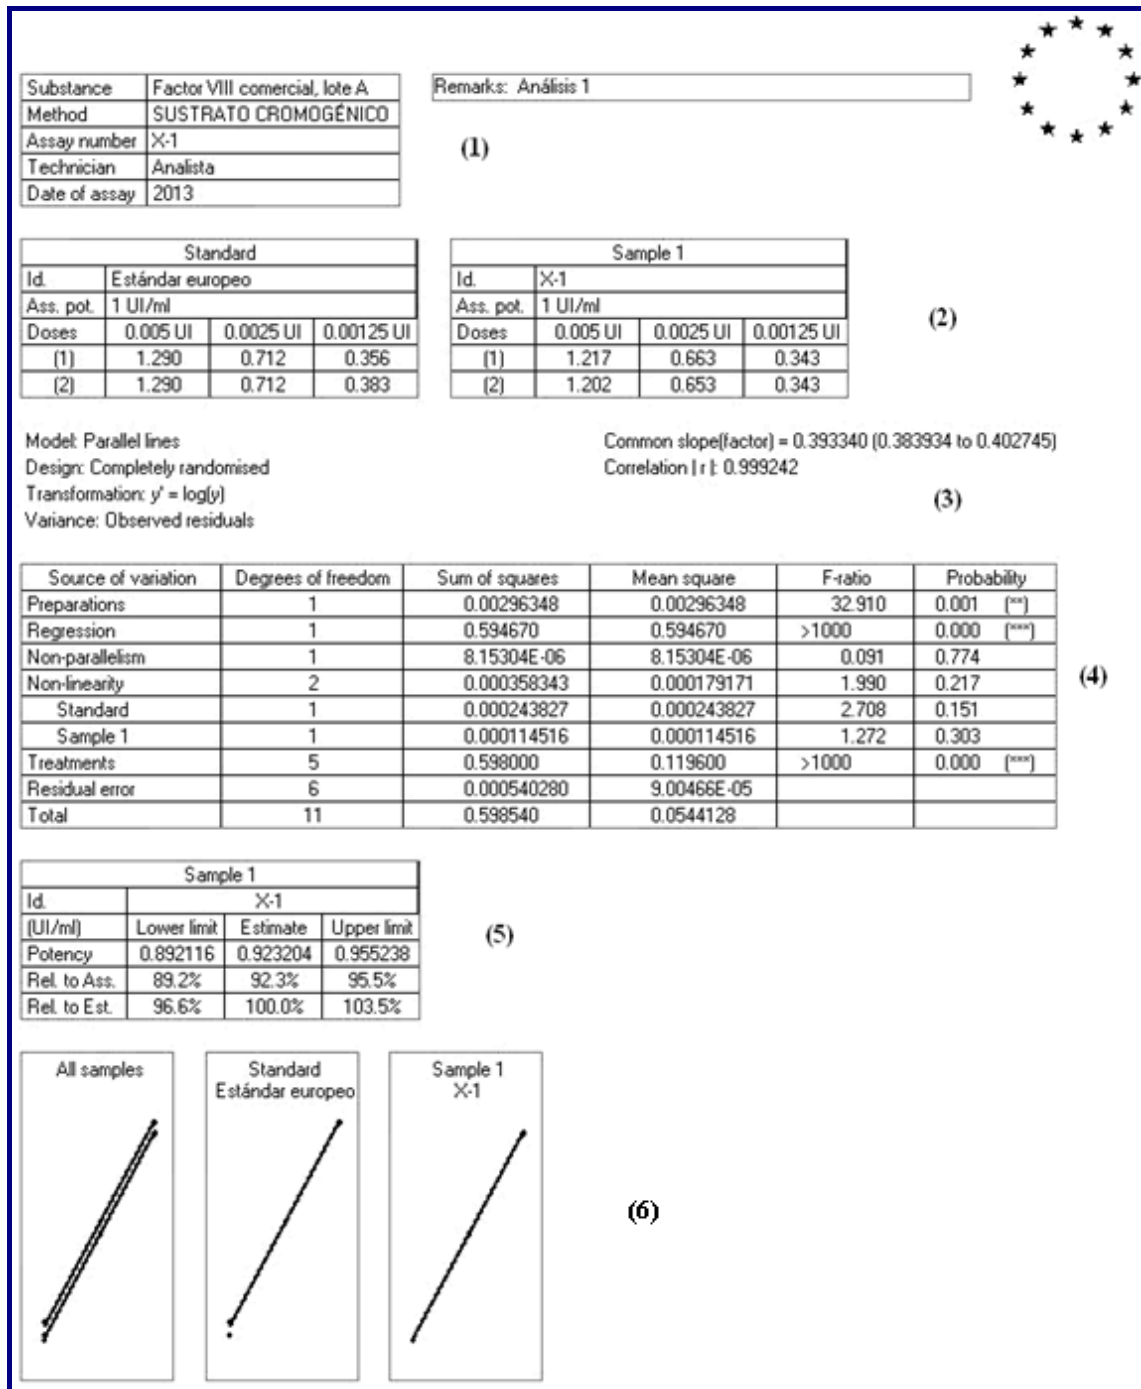 Substance Factor VIII comercial, lote A
Remarks: Análisis 1
Method SUSTRATO CROMOGÉNICO
Assay number X-1
(1)
Technician Analista
Date of assay 2013
Standard
Id. Estándar europeo
Ass. pot. 1 UI/ml
Doses 0.005 UI 0.0025 UI 0.00125 UI
(1) 1.290 0.712 0.356
(2) 1.290 0.712 0.383
Sample 1
Id. X-1
Ass. pot. 1 UI/ml
Doses 0.005 UI 0.0025 UI 0.00125 UI
(1) 1.217 0.663 0.343
(2) 1.202 0.653 0.343
(2)
Model: Parallel lines
Design: Completely randomised
Transformation: y' = log(y)
Variance: Observed residuals
Common slope(factor) = 0.393340 (0.383934 to 0.402745)
Correlation | r |: 0.999242
(3)
Source of variation Degrees of freedom Sum of squares Mean square F-ratio Probability
Preparations 1 0.00296348 0.00296348 32.910 0.001 (**)
Regression 1 0.594670 0.594670 >1000 0.000 (***)
Non-parallelism 1 8.15304E-06 8.15304E-06 0.091 0.774
Non-linearity 2 0.000358343 0.000179171 1.990 0.217
Standard 1 0.000243827 0.000243827 2.708 0.151
Sample 1 1 0.000114516 0.000114516 1.272 0.303
Treatments 5 0.598000 0.119600 >1000 0.000 (***)
Residual error 6 0.000540280 9.00466E-05
Total 11 0.598540 0.0544128
(4)
Sample 1
Id. X-1
(UI/ml) Lower limit Estimate Upper limit
Potency 0.892116 0.923204 0.955238
Rel. to Ass. 89.2% 92.3% 95.5%
Rel. to Est. 96.6% 100.0% 103.5%
(5)
All samples
Standard
Estándar europeo
Sample 1
X-1
(6)